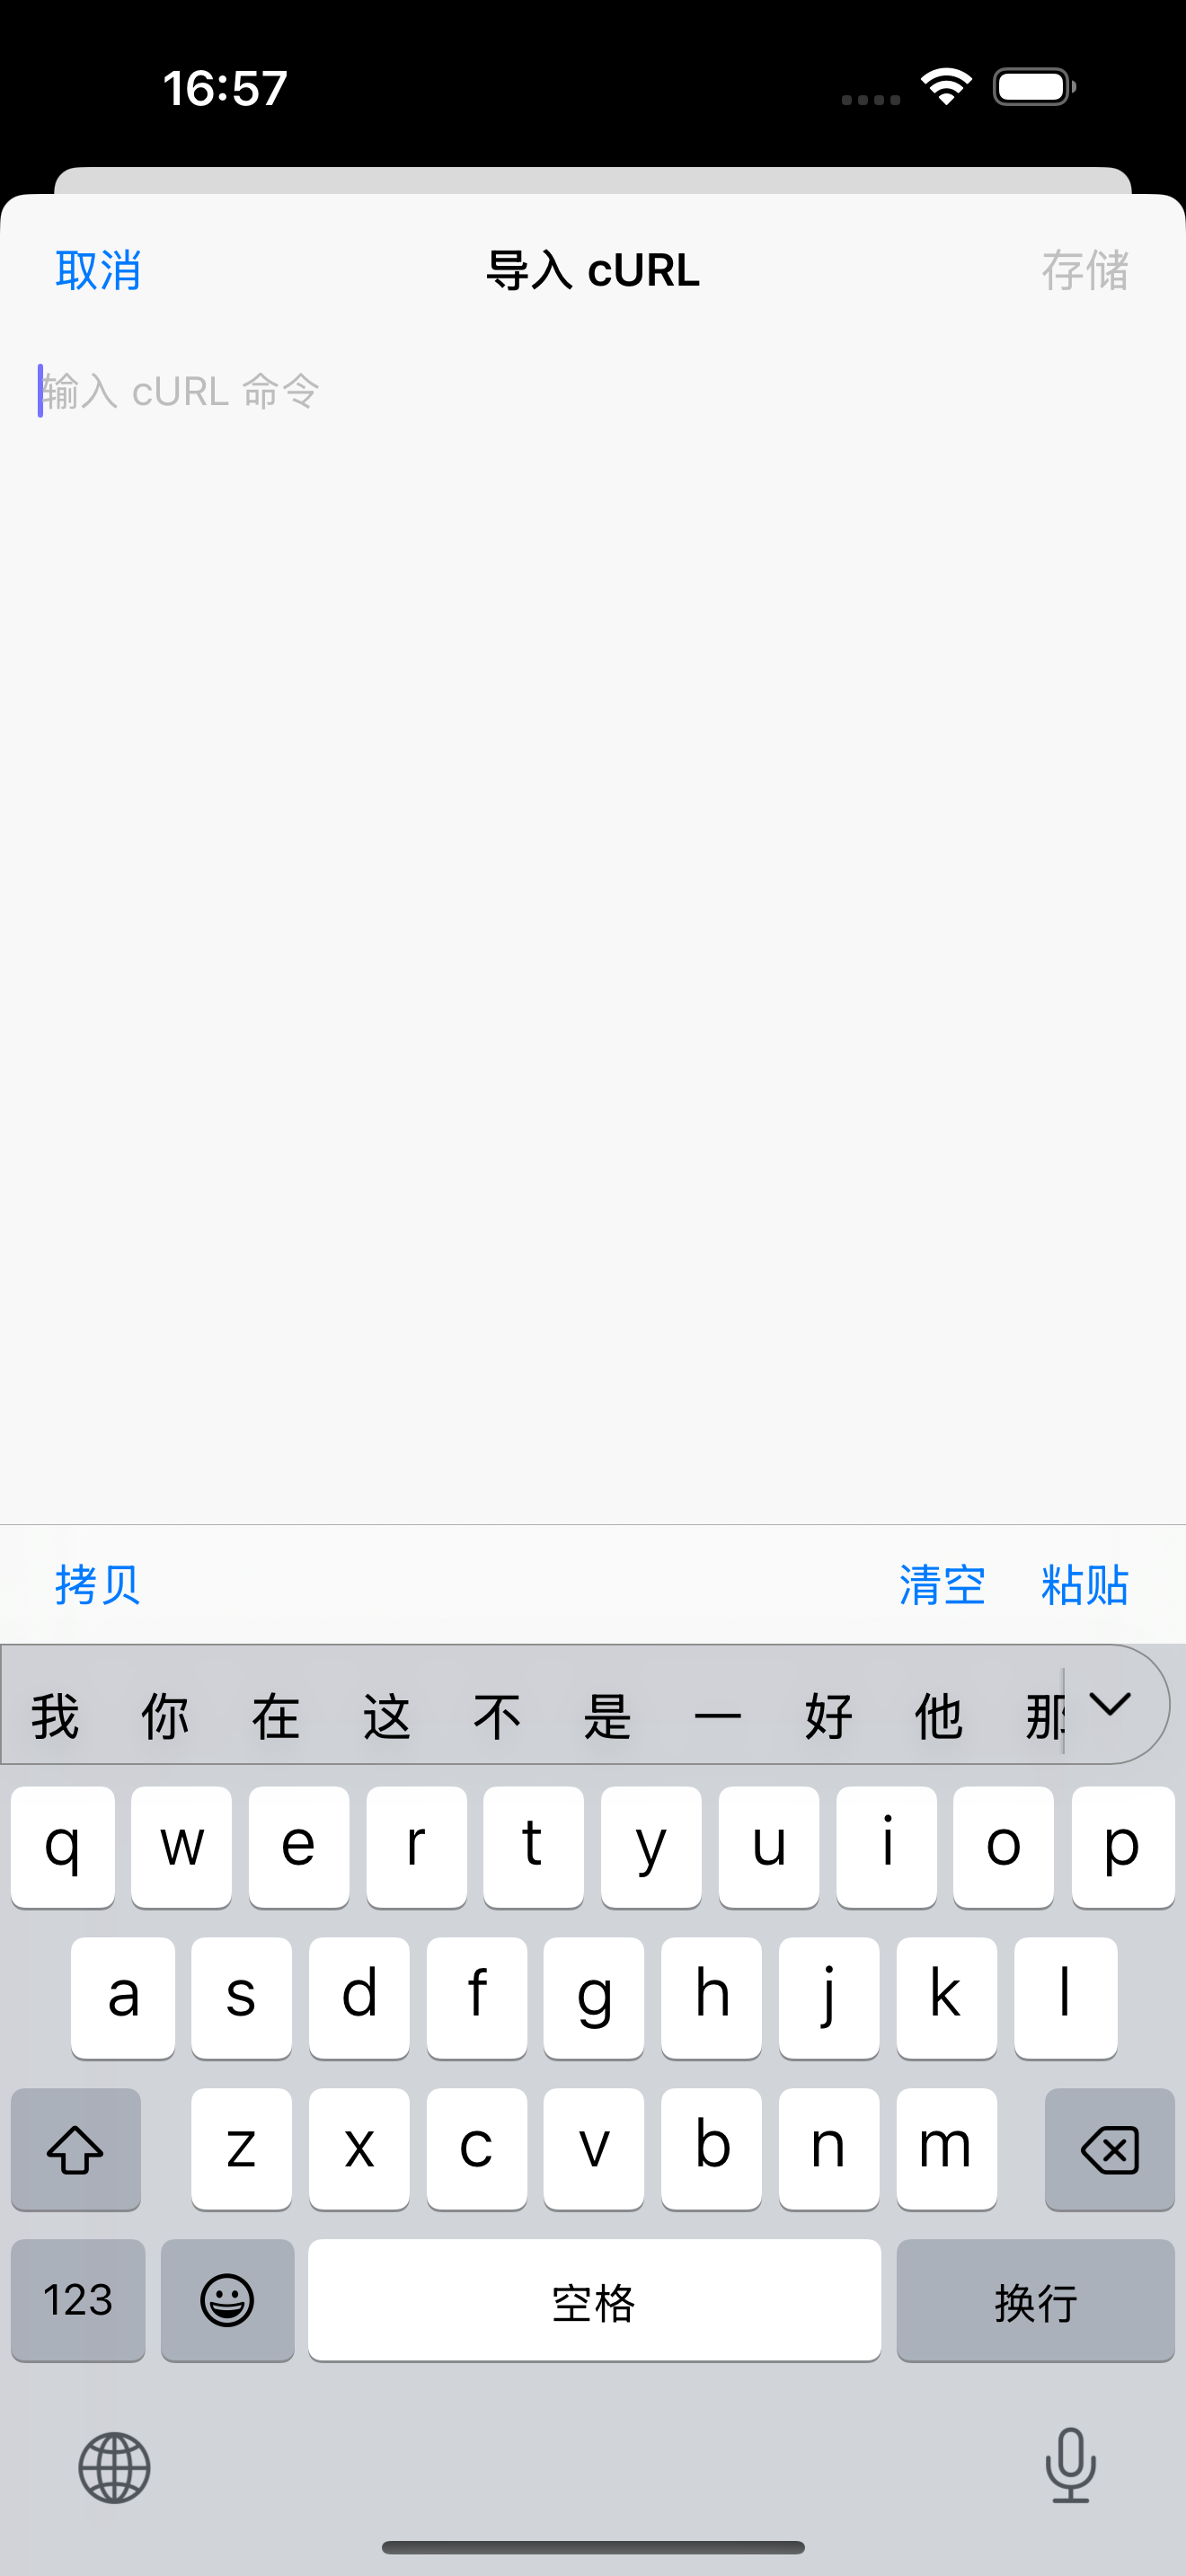 16:57
取消 导入 cURL 存储
输入 cURL 命令
拷贝 清空 粘贴
我 你 在 这 不 是 一 好 他 那
q w e r t y u i o p
a s d f g h j k l
z x c v b n m
123 空格 换行